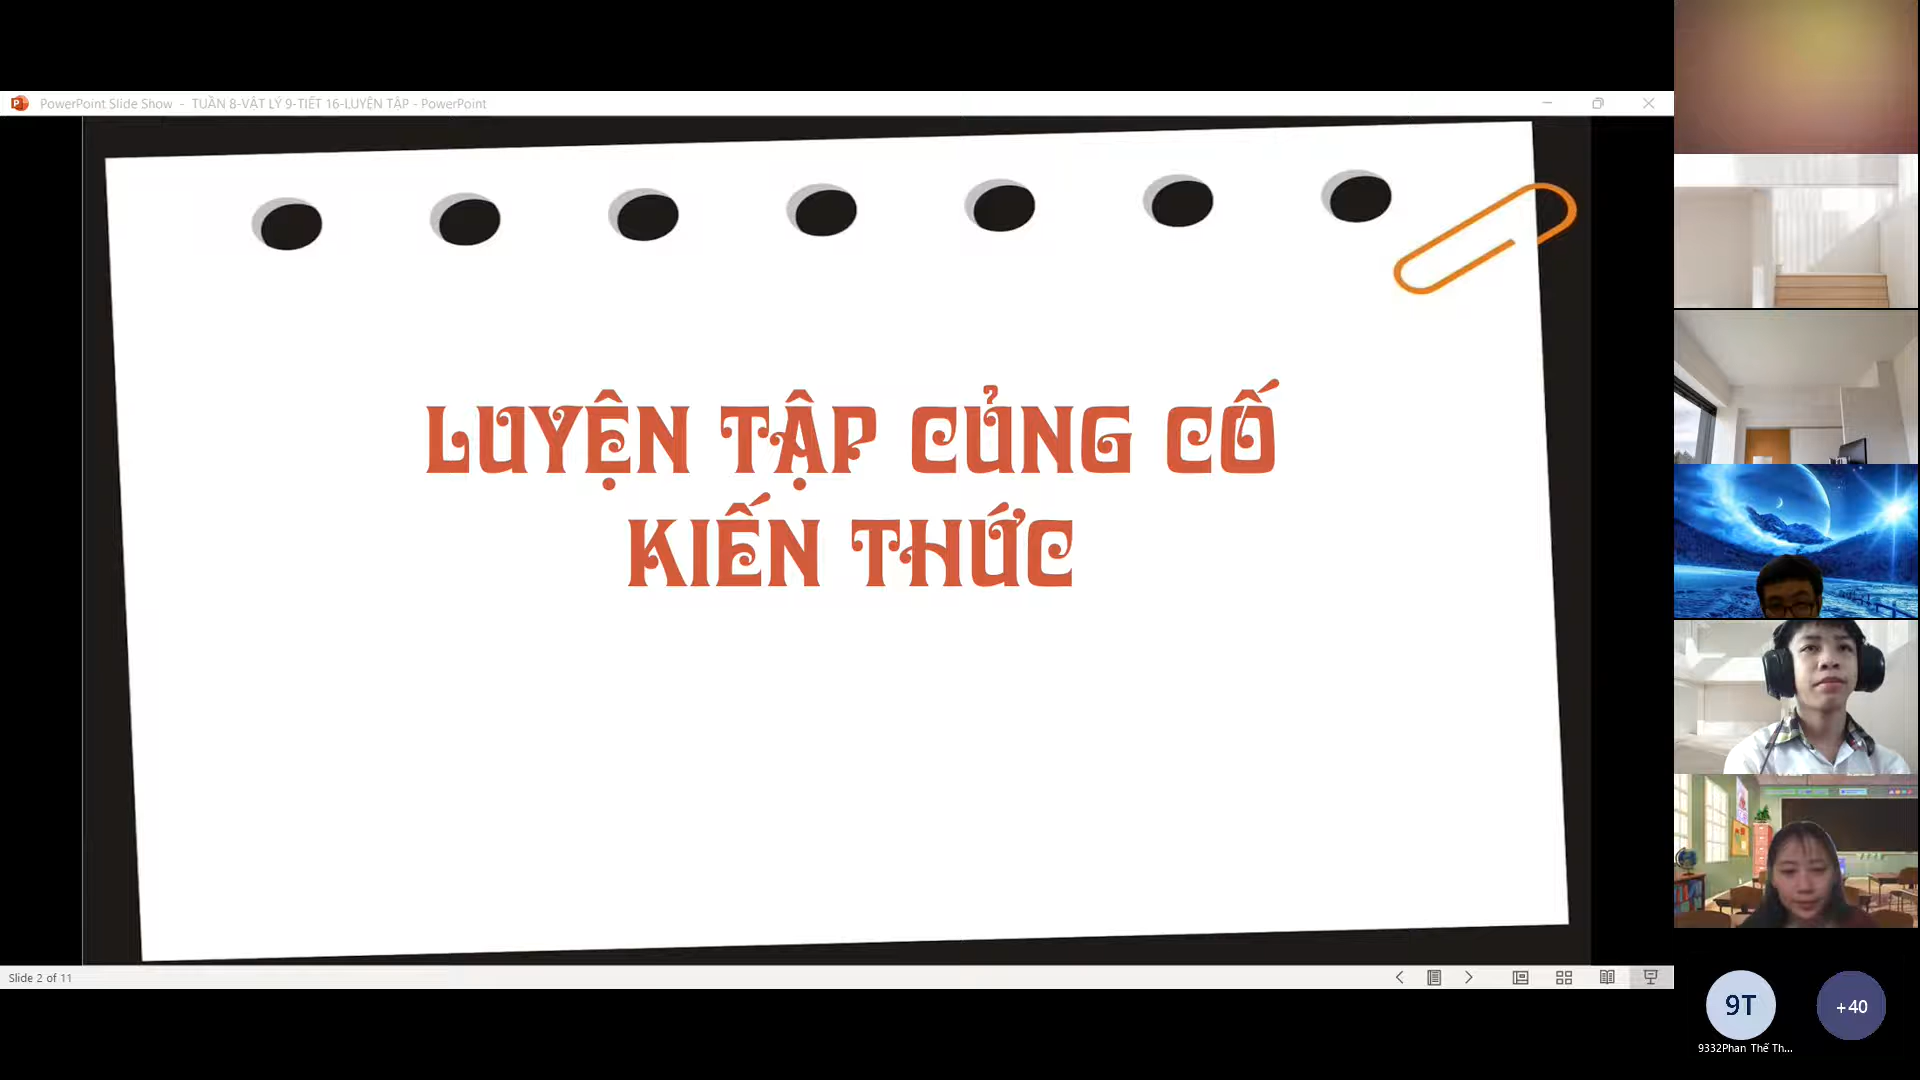 PowerPoint Slide Show - TUẦN 8-VẬT LÝ 9-TIẾT 16-LUYỆN TẬP - PowerPoint
LUYỆN TẬP CỦNG CỐ
KIẾN THỨC
Slide 2 of 11
9T
+40
9332Phan Thế Th...